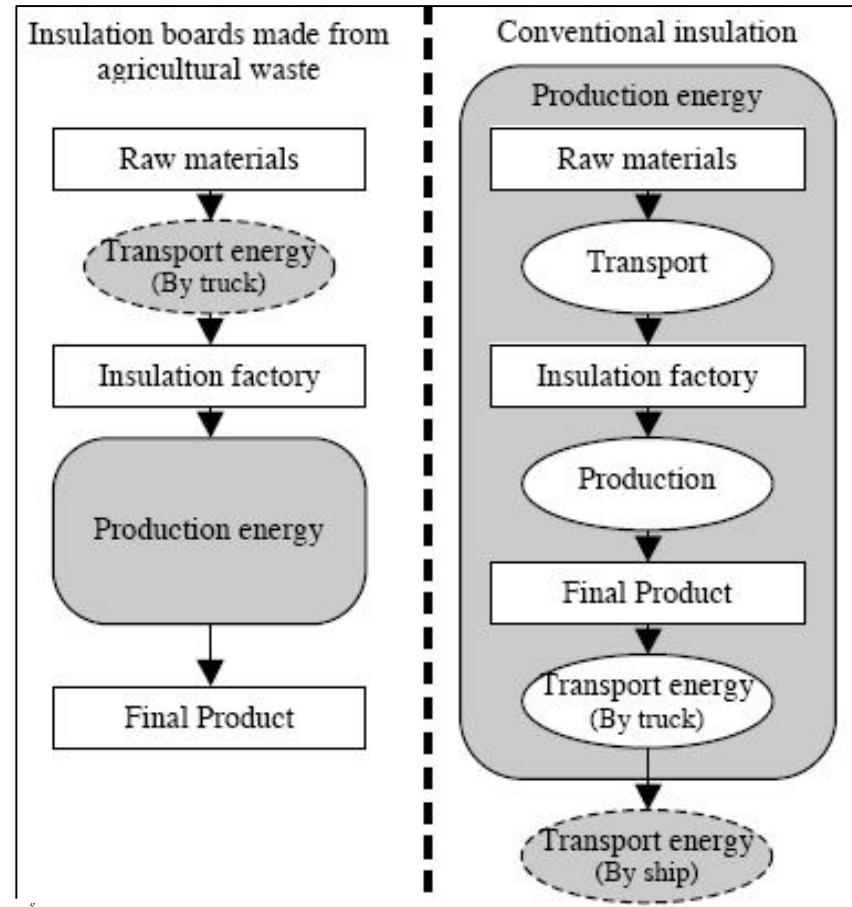 Insulation boards made from
agricultural waste
Raw materials
Transport energy
(By truck)
Insulation factory
Production energy
Final Product
Conventional insulation
Production energy
Raw materials
Transport
Insulation factory
Production
Final Product
Transport energy
(By truck)
Transport energy
(By ship)